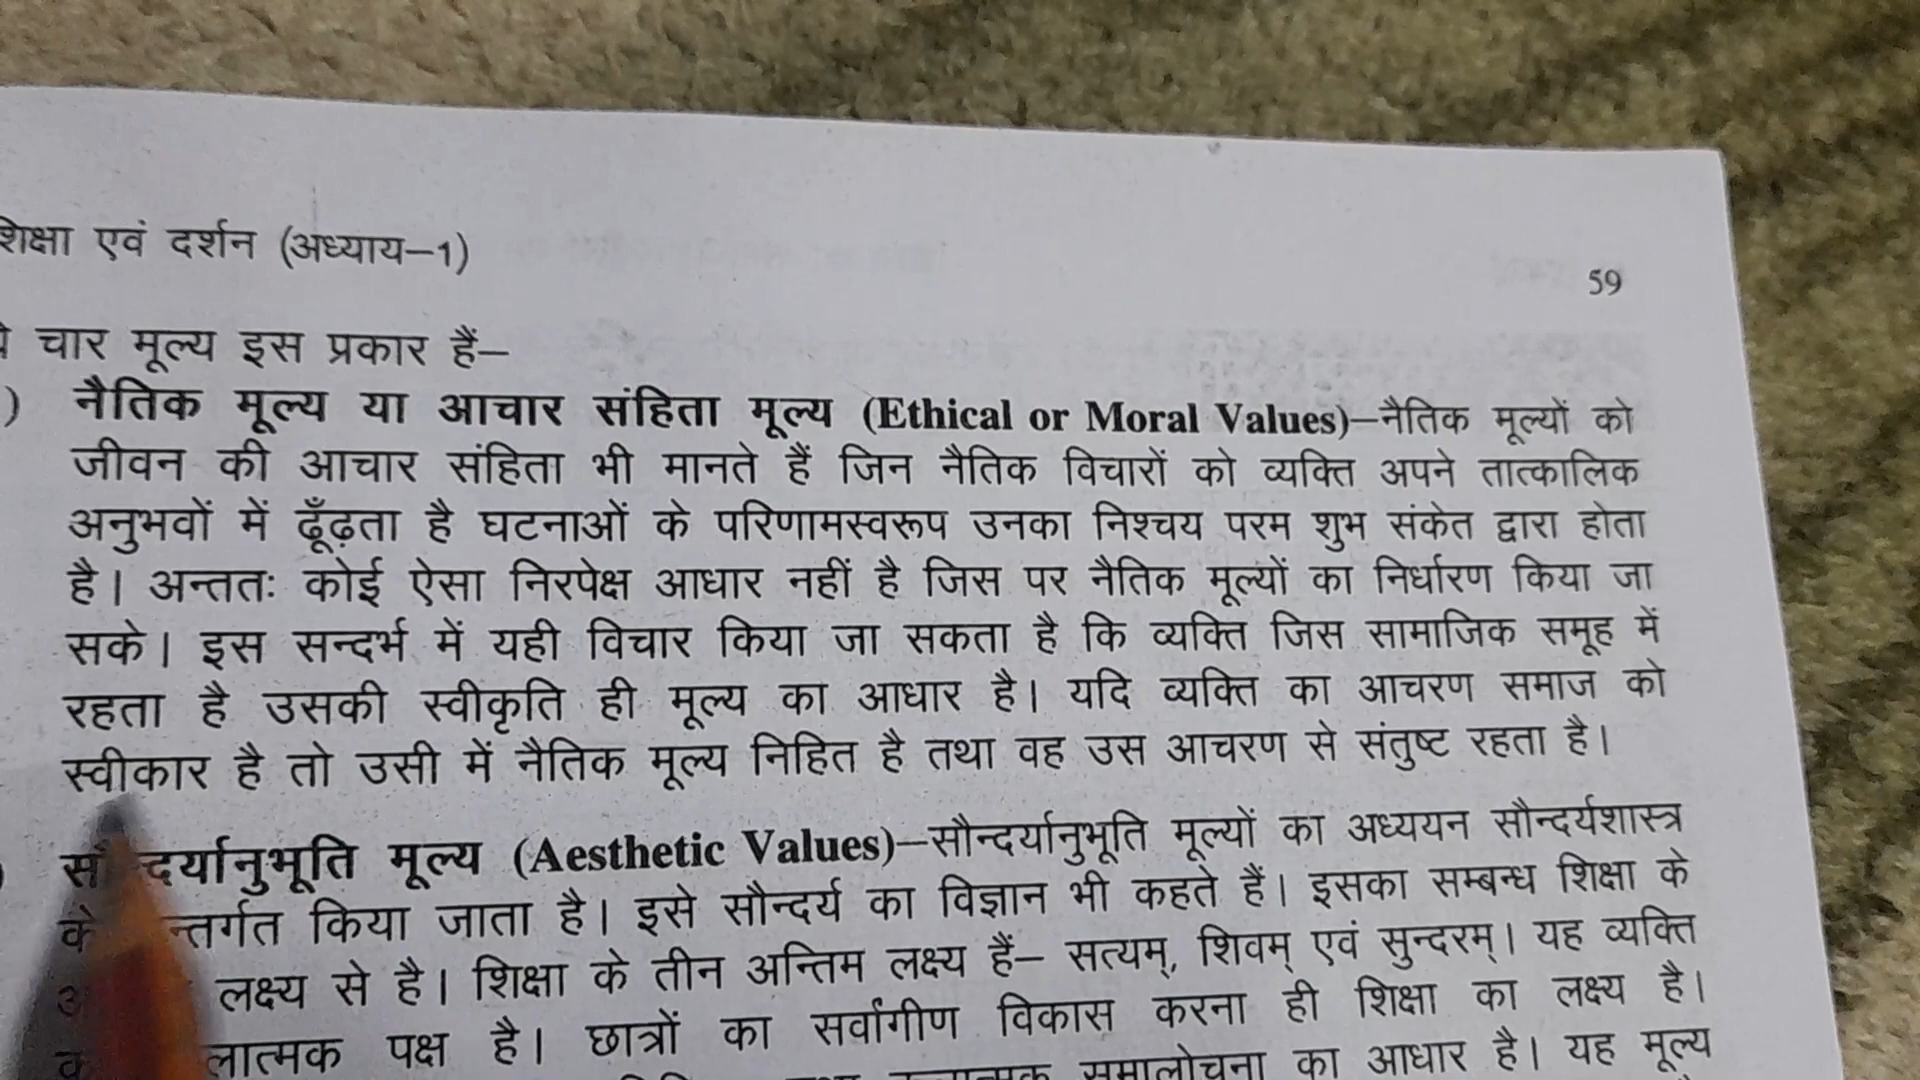 शिक्षा एवं दर्शन (अध्याय–1)
59
चार मूल्य इस प्रकार हैं–
) नैतिक मूल्य या आचार संहिता मूल्य (Ethical or Moral Values)–नैतिक मूल्यों को
जीवन की आचार संहिता भी मानते हैं जिन नैतिक विचारों को व्यक्ति अपने तात्कालिक
अनुभवों में ढूँढ़ता है घटनाओं के परिणामस्वरूप उनका निश्चय परम शुभ संकेत द्वारा होता
है। अन्ततः कोई ऐसा निरपेक्ष आधार नहीं है जिस पर नैतिक मूल्यों का निर्धारण किया जा
सके। इस सन्दर्भ में यही विचार किया जा सकता है कि व्यक्ति जिस सामाजिक समूह में
रहता है उसकी स्वीकृति ही मूल्य का आधार है। यदि व्यक्ति का आचरण समाज को
स्वीकार है तो उसी में नैतिक मूल्य निहित है तथा वह उस आचरण से संतुष्ट रहता है।
मूल्य (Aesthetic Values)–सौन्दर्यानुभूति मूल्यों का अध्ययन सौन्दर्यशास्त्र
किया जाता है। इसे सौन्दर्य का विज्ञान भी कहते हैं। इसका सम्बन्ध शिक्षा के
लक्ष्य से है। शिक्षा के तीन अन्तिम लक्ष्य हैं– सत्यम्, शिवम् एवं सुन्दरम्। यह व्यक्ति
पक्ष है। छात्रों का सर्वांगीण विकास करना ही शिक्षा का लक्ष्य है।
समालोचना का आधार है। यह मूल्य